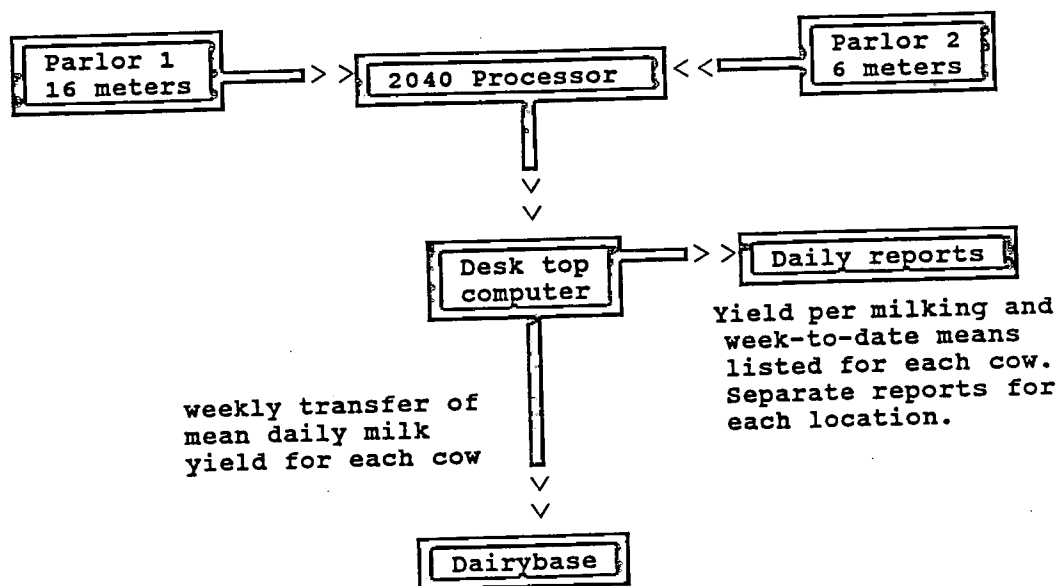 Parlor 1
16 meters
> >
2040 Processor
< <
Parlor 2
6 meters
Desk top
computer
> >
Daily reports
Yield per milking and
week-to-date means
listed for each cow.
Separate reports for
each location.
weekly transfer of
mean daily milk
yield for each cow
Dairybase